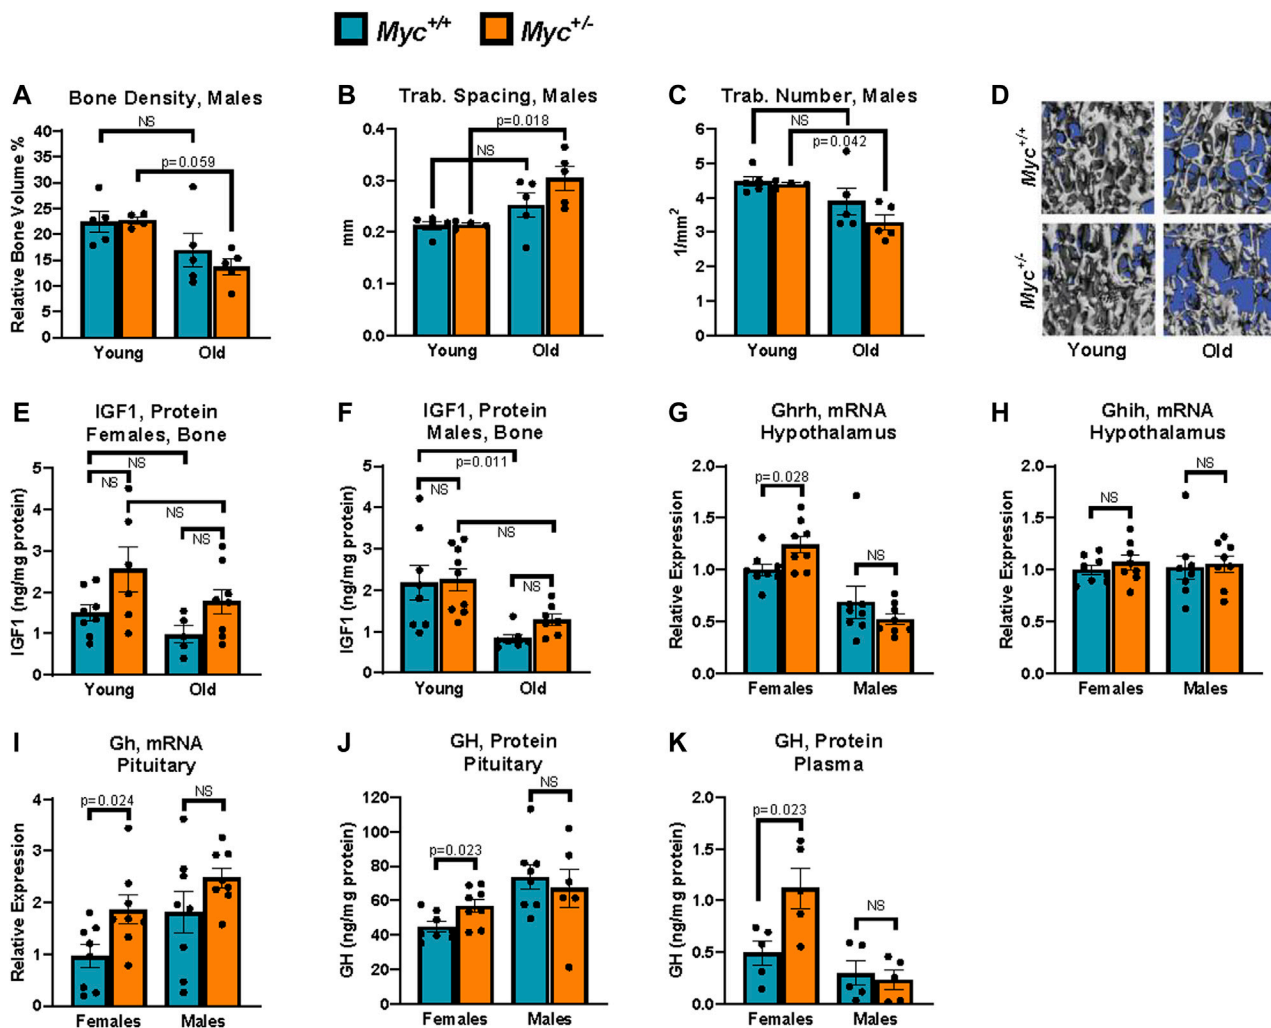 Myc+/+ Myc+/-
A Bone Density, Males
Relative Bone Volume %
40
35
30
25
20
15
10
5
0
NS
p=0.059
Young Old
B Trab. Spacing, Males
mm
0.4
0.3
0.2
0.1
0.0
p=0.018
NS
Young Old
C Trab. Number, Males
1/mm2
6
5
4
3
2
1
0
NS
p=0.042
Young Old
D
Myc+/+
Myc+/-
Young Old
E IGF1, Protein
Females, Bone
IGF1 (ng/mg protein)
5
4
3
2
1
0
NS
NS
NS
NS
Young Old
F IGF1, Protein
Males, Bone
IGF1 (ng/mg protein)
5
4
3
2
1
0
p=0.011
NS
NS
NS
Young Old
G Ghrh, mRNA
Hypothalamus
Relative Expression
2.0
1.5
1.0
0.5
0.0
p=0.028
NS
Females Males
H Ghih, mRNA
Hypothalamus
Relative Expression
2.0
1.5
1.0
0.5
0.0
NS
NS
Females Males
I Gh, mRNA
Pituitary
Relative Expression
4
3
2
1
0
p=0.024
NS
Females Males
J GH, Protein
Pituitary
GH (ng/mg protein)
120
100
80
60
40
20
0
p=0.023
NS
Females Males
K GH, Protein
Plasma
GH (ng/mg protein)
2.0
1.5
1.0
0.5
0.0
p=0.023
NS
Females Males